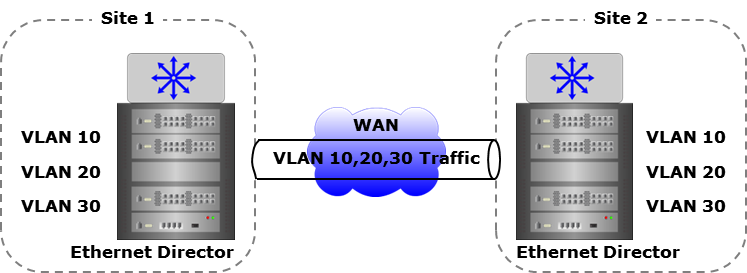 Site 1
Site 2
VLAN 10
VLAN 20
VLAN 30
Ethernet Director
WAN
VLAN 10,20,30 Traffic
VLAN 10
VLAN 20
VLAN 30
Ethernet Director